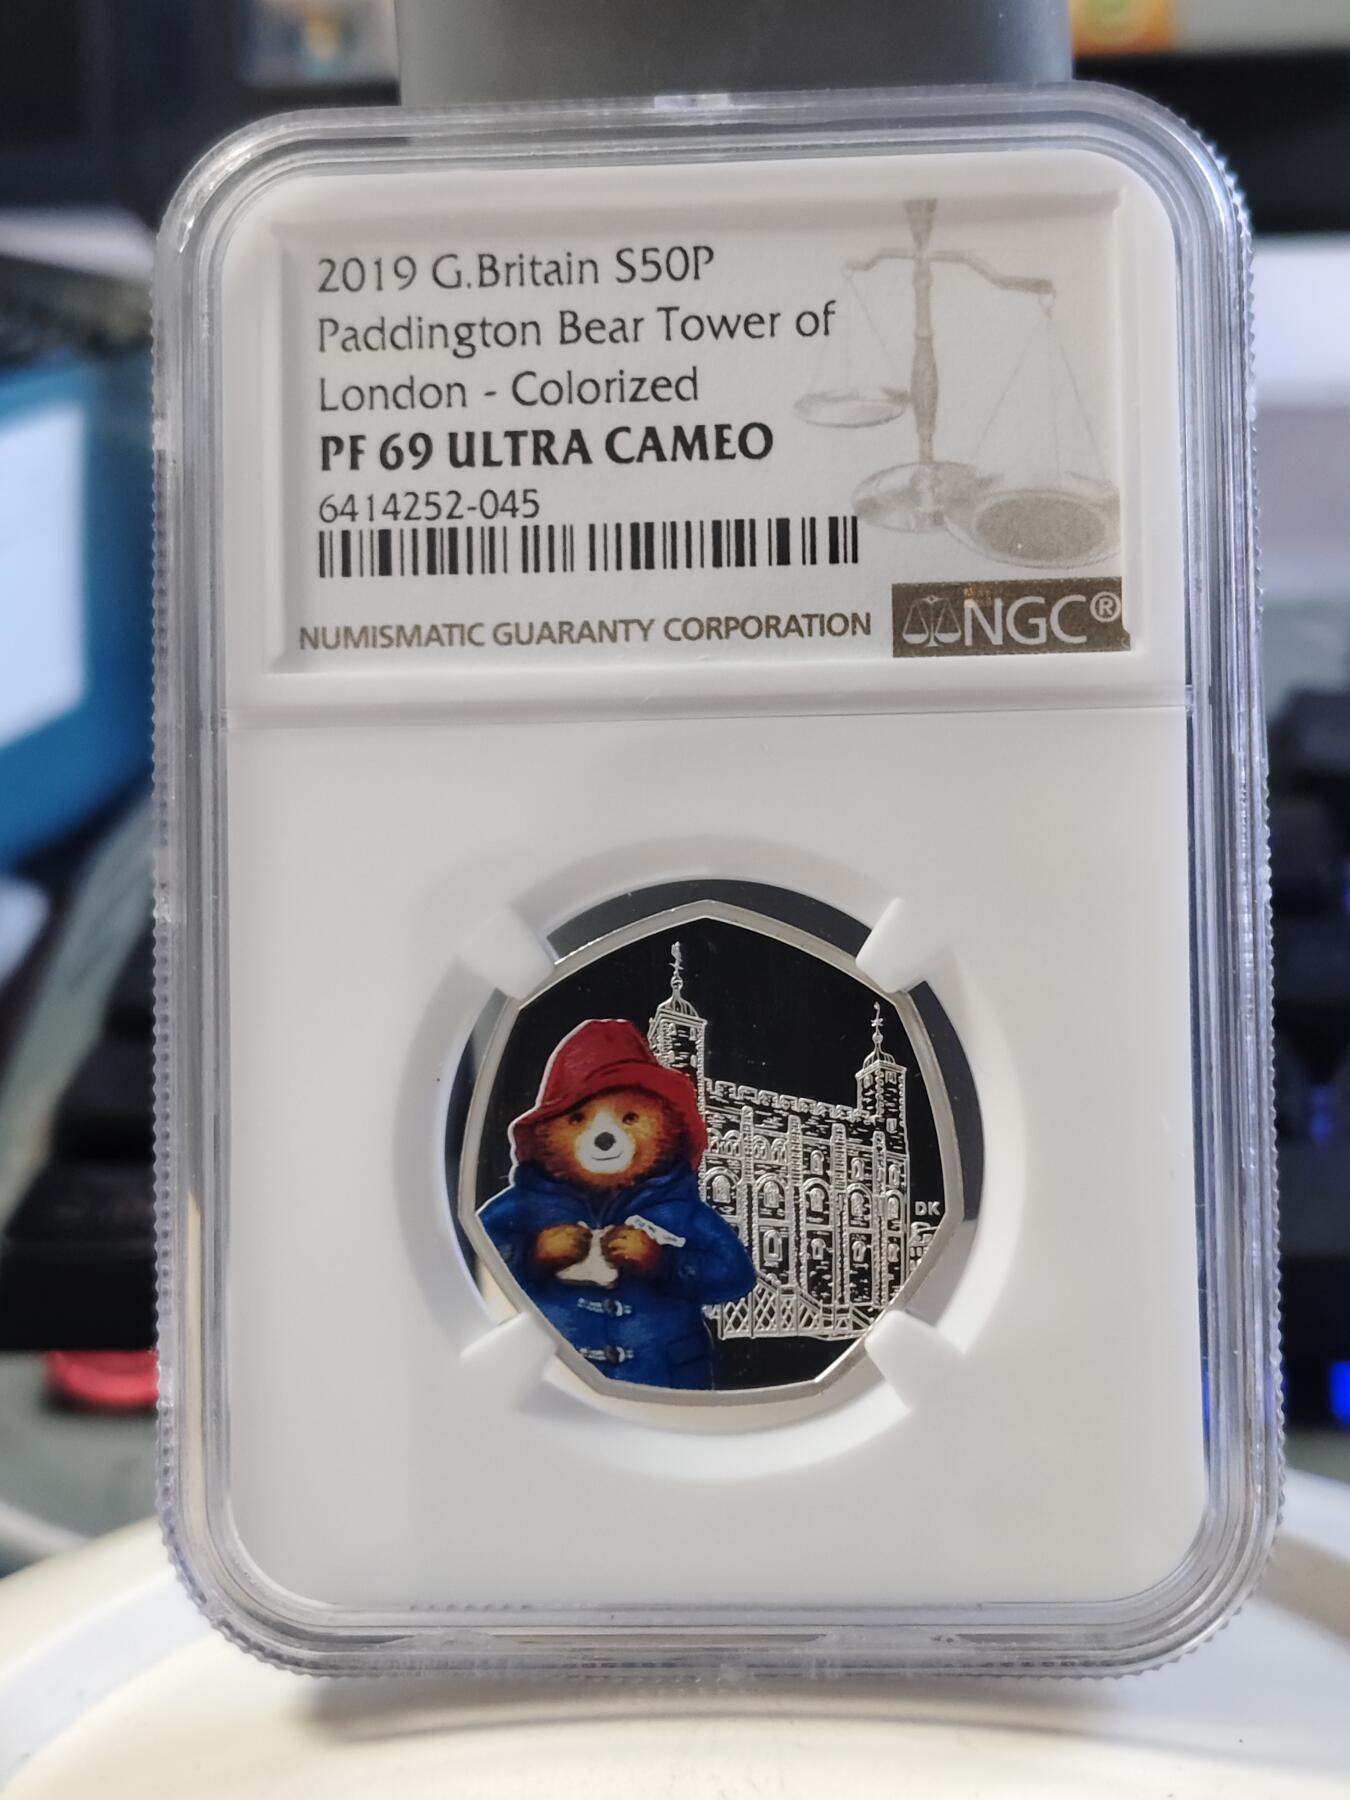 2019 G.Britain S50P
Paddington Bear Tower of
London - Colorized
PF 69 ULTRA CAMEO
6414252-045
NUMISMATIC GUARANTY CORPORATION
NGC®
DK